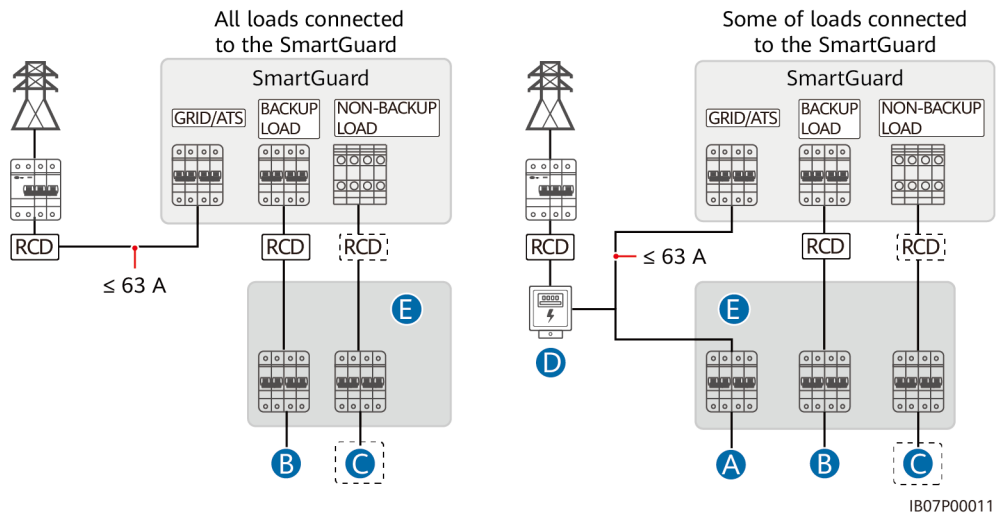 All loads connected
to the SmartGuard
SmartGuard
GRID/ATS
BACKUP
LOAD
NON-BACKUP
LOAD
RCD
RCD
RCD
≤ 63 A
E
B
C
Some of loads connected
to the SmartGuard
SmartGuard
GRID/ATS
BACKUP
LOAD
NON-BACKUP
LOAD
RCD
RCD
RCD
≤ 63 A
E
D
A
B
C
IB07P00011